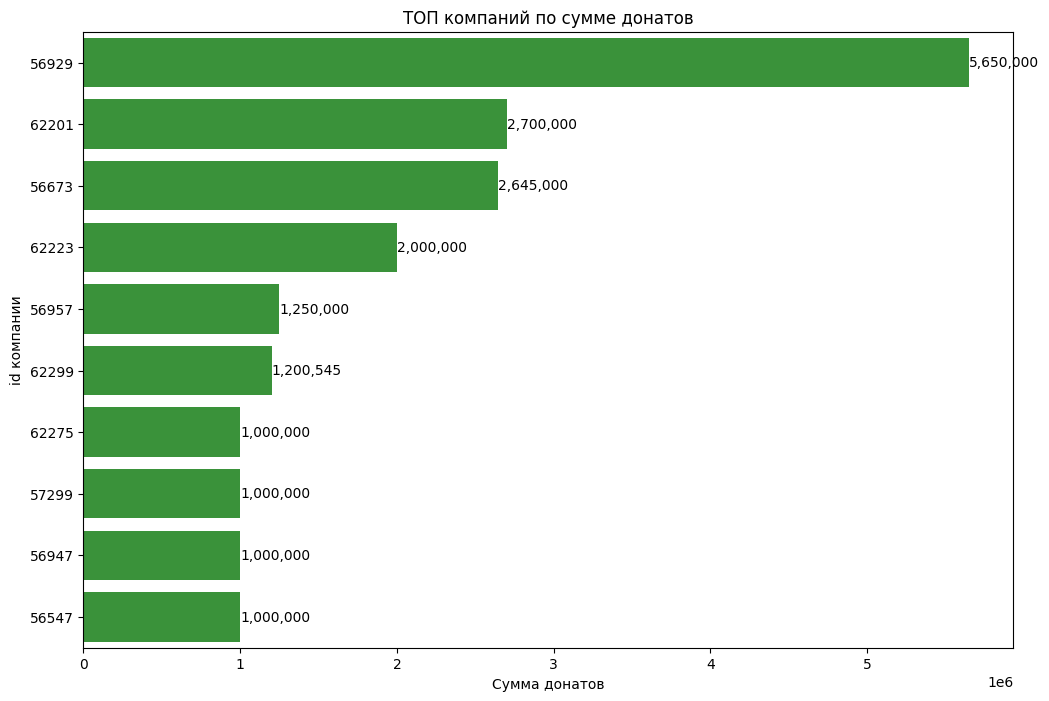 ТОП компаний по сумме донатов
id компании
56929 5,650,000
62201 2,700,000
56673 2,645,000
62223 2,000,000
56957 1,250,000
62299 1,200,545
62275 1,000,000
57299 1,000,000
56947 1,000,000
56547 1,000,000
0 1 2 3 4 5
1e6
Сумма донатов